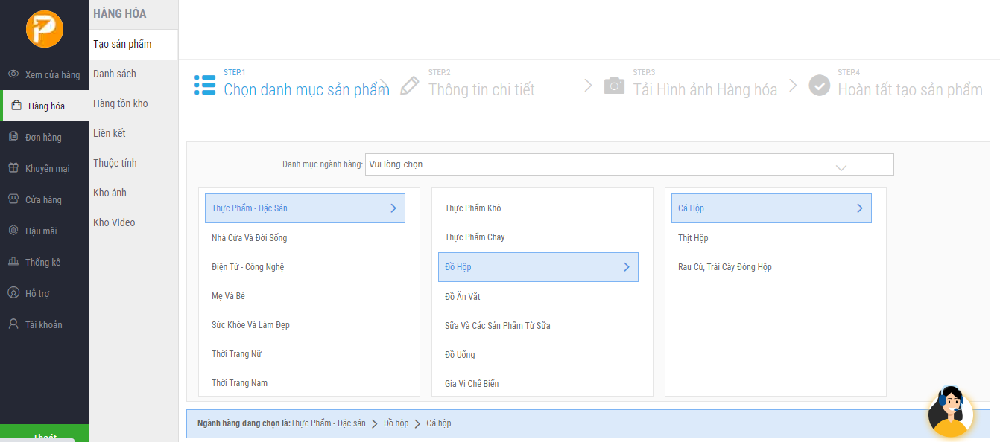 Xem cửa hàng
Hàng hóa
Đơn hàng
Khuyến mại
Cửa hàng
Hậu mãi
Thống kê
Hỗ trợ
Tài khoản
Thoát
HÀNG HÓA
Tạo sản phẩm
Danh sách
Hàng tồn kho
Liên kết
Thuộc tính
Kho ảnh
Kho Video
STEP.1
Chọn danh mục sản phẩm
STEP.2
Thông tin chi tiết
STEP.3
Tải Hình ảnh Hàng hóa
STEP.4
Hoàn tất tạo sản phẩm
Danh mục ngành hàng: Vui lòng chọn
Thực Phẩm - Đặc Sản
Nhà Cửa Và Đời Sống
Điện Tử - Công Nghệ
Mẹ Và Bé
Sức Khỏe Và Làm Đẹp
Thời Trang Nữ
Thời Trang Nam
Thực Phẩm Khô
Thực Phẩm Chay
Đồ Hộp
Đồ Ăn Vặt
Sữa Và Các Sản Phẩm Từ Sữa
Đồ Uống
Gia Vị Chế Biến
Cá Hộp
Thịt Hộp
Rau Củ, Trái Cây Đóng Hộp
Ngành hàng đang chọn là:Thực Phẩm - Đặc sản > Đồ hộp > Cá hộp